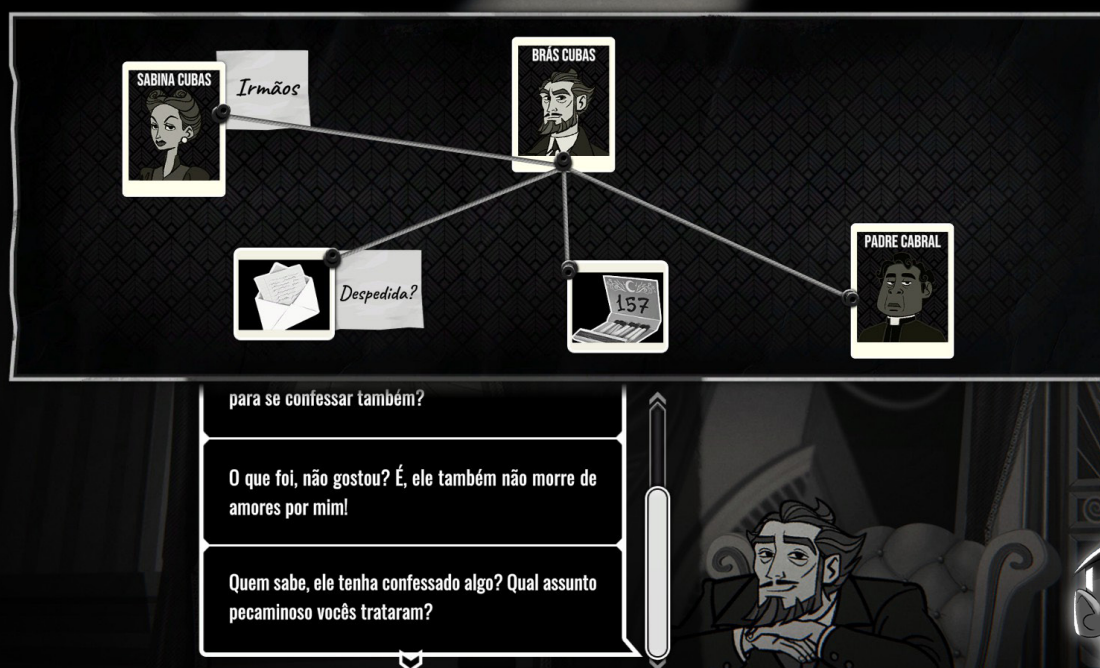 SABINA CUBAS
Irmãos
BRÁS CUBAS
PADRE CABRAL
Despedida?
157
para se confessar também?
O que foi, não gostou? É, ele também não morre de
amores por mim!
Quem sabe, ele tenha confessado algo? Qual assunto
pecaminoso vocês trataram?